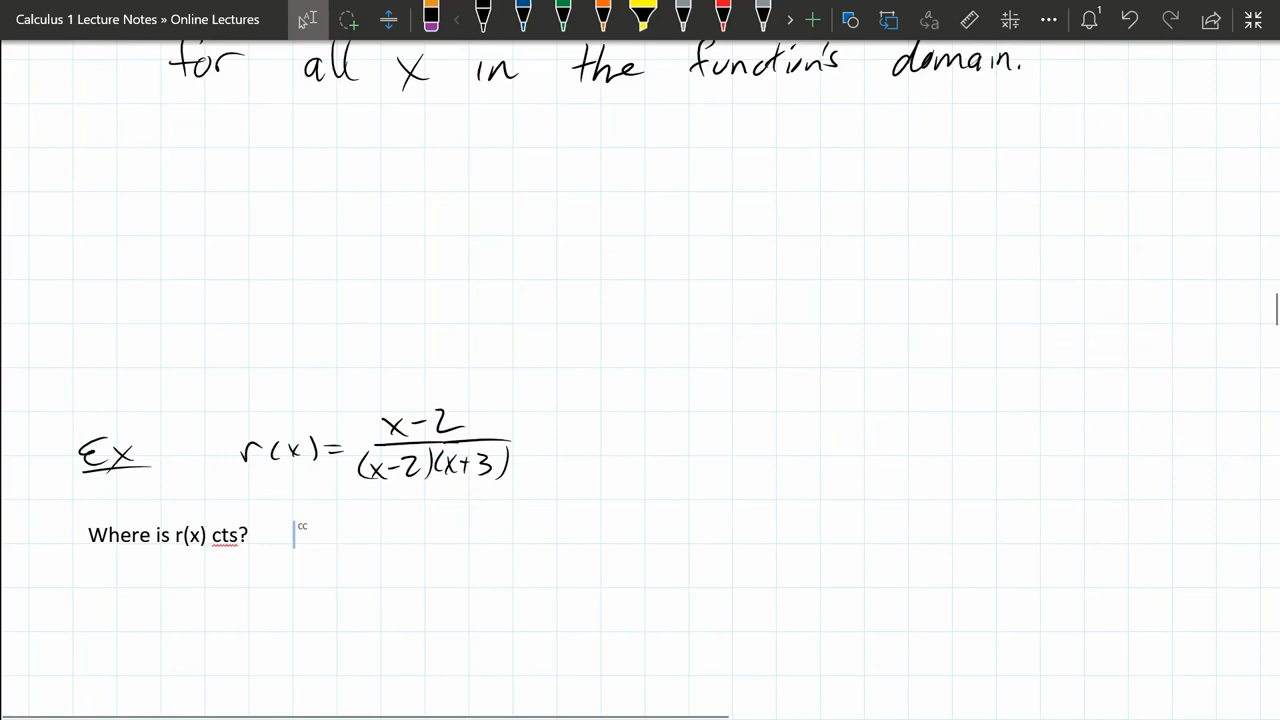 Calculus 1 Lecture Notes » Online Lectures
for all x in the function's domain.
Ex r(x) = x-2 / (x-2)(x+3)
Where is r(x) cts?
cc